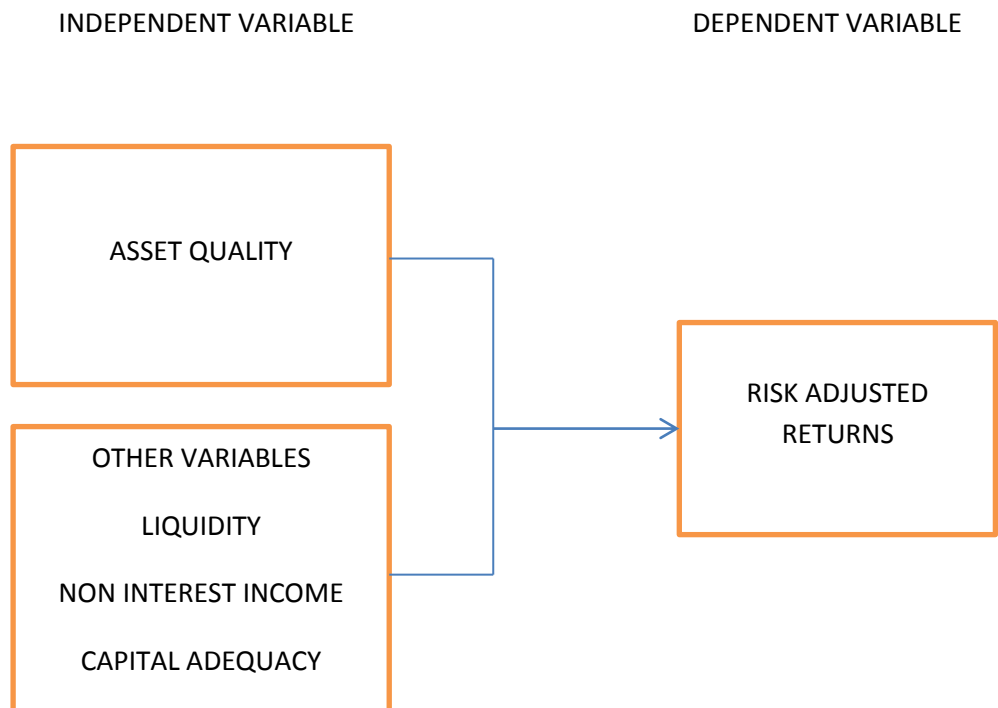 INDEPENDENT VARIABLE
DEPENDENT VARIABLE
ASSET QUALITY
OTHER VARIABLES
LIQUIDITY
NON INTEREST INCOME
CAPITAL ADEQUACY
RISK ADJUSTED
RETURNS